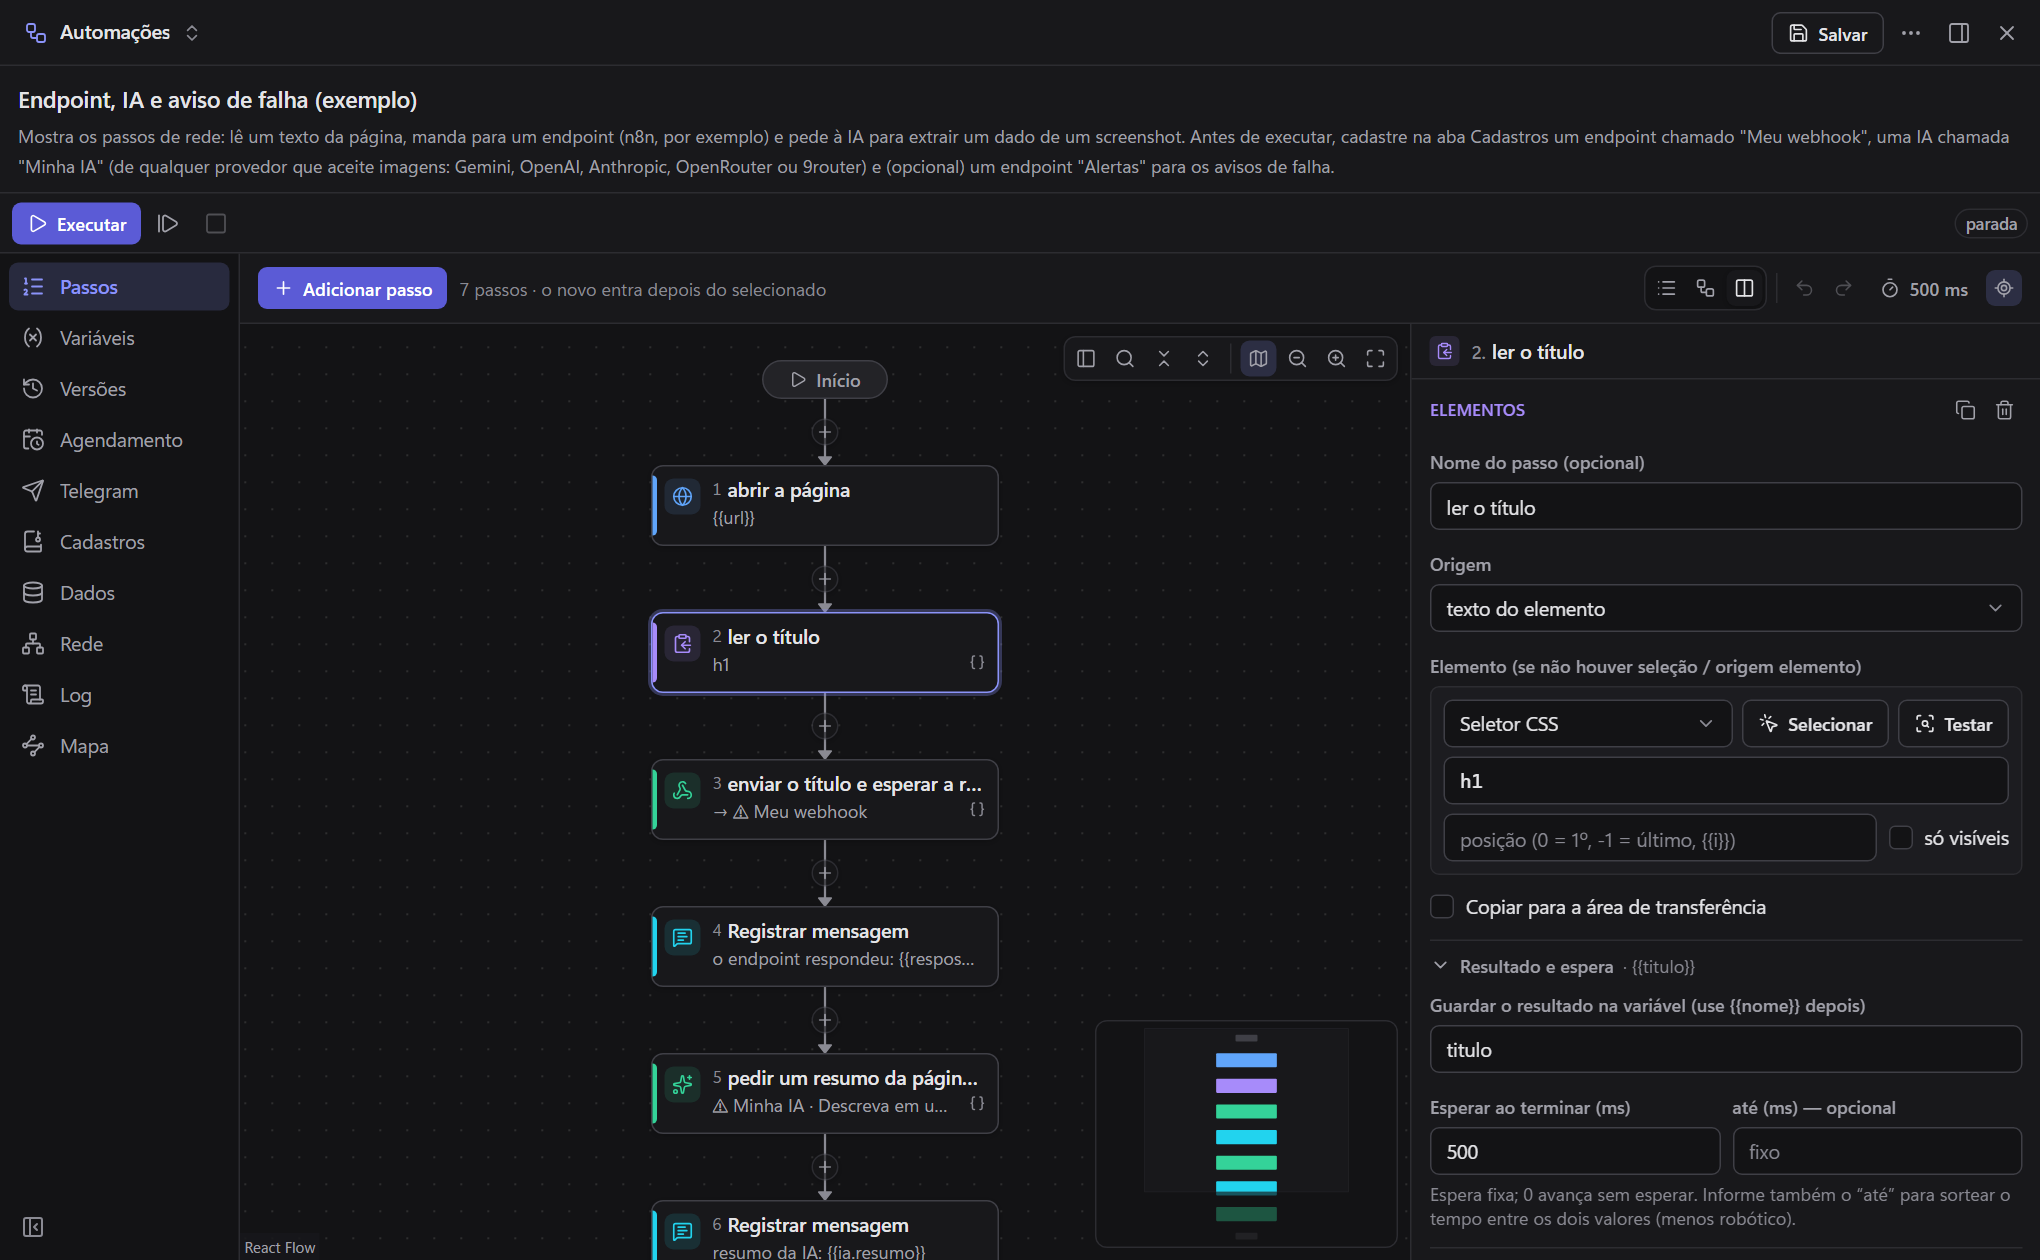 Automações
Salvar
Endpoint, IA e aviso de falha (exemplo)
Mostra os passos de rede: lê um texto da página, manda para um endpoint (n8n, por exemplo) e pede à IA para extrair um dado de um screenshot. Antes de executar, cadastre na aba Cadastros um endpoint chamado "Meu webhook", uma IA chamada
"Minha IA" (de qualquer provedor que aceite imagens: Gemini, OpenAI, Anthropic, OpenRouter ou 9router) e (opcional) um endpoint "Alertas" para os avisos de falha.
Executar
parada
Passos
Variáveis
Versões
Agendamento
Telegram
Cadastros
Dados
Rede
Log
Mapa
Adicionar passo
7 passos · o novo entra depois do selecionado
500 ms
Início
1 abrir a página
{{url}}
2 ler o título
h1
{}
3 enviar o título e esperar a r...
→ ⚠ Meu webhook
{}
4 Registrar mensagem
o endpoint respondeu: {{respos...
5 pedir um resumo da págin...
⚠ Minha IA · Descreva em u...
{}
6 Registrar mensagem
resumo da IA: {{ia.resumo}}
React Flow
2. ler o título
ELEMENTOS
Nome do passo (opcional)
ler o título
Origem
texto do elemento
Elemento (se não houver seleção / origem elemento)
Seletor CSS
Selecionar
Testar
h1
posição (0 = 1º, -1 = último, {{i}})
só visíveis
Copiar para a área de transferência
Resultado e espera · {{titulo}}
Guardar o resultado na variável (use {{nome}} depois)
titulo
Esperar ao terminar (ms)
até (ms) — opcional
500
fixo
Espera fixa; 0 avança sem esperar. Informe também o "até" para sortear o
tempo entre os dois valores (menos robótico).